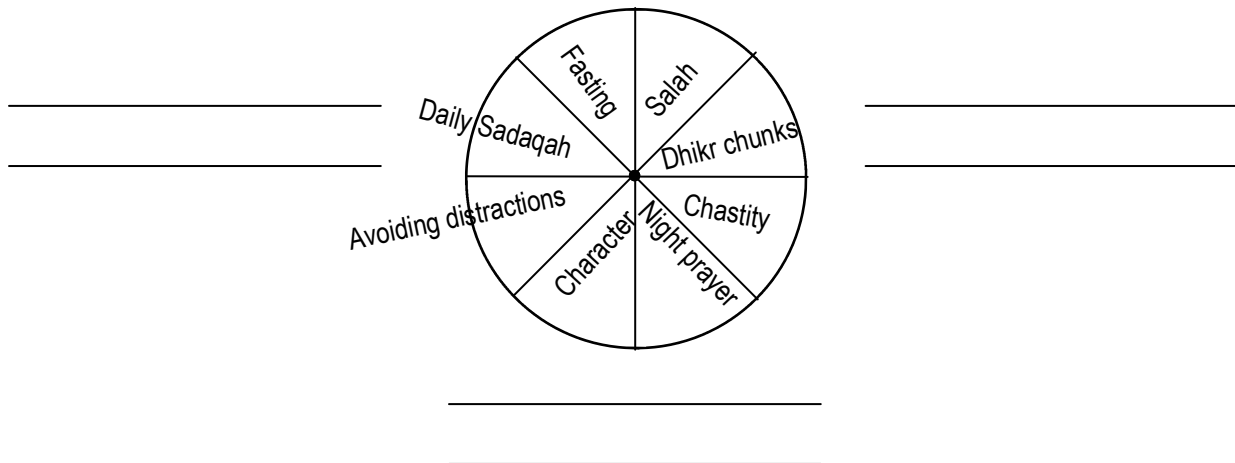 Fasting
Salah
Daily Sadaqah
Dhikr chunks
Avoiding distractions
Chastity
Character
Night prayer